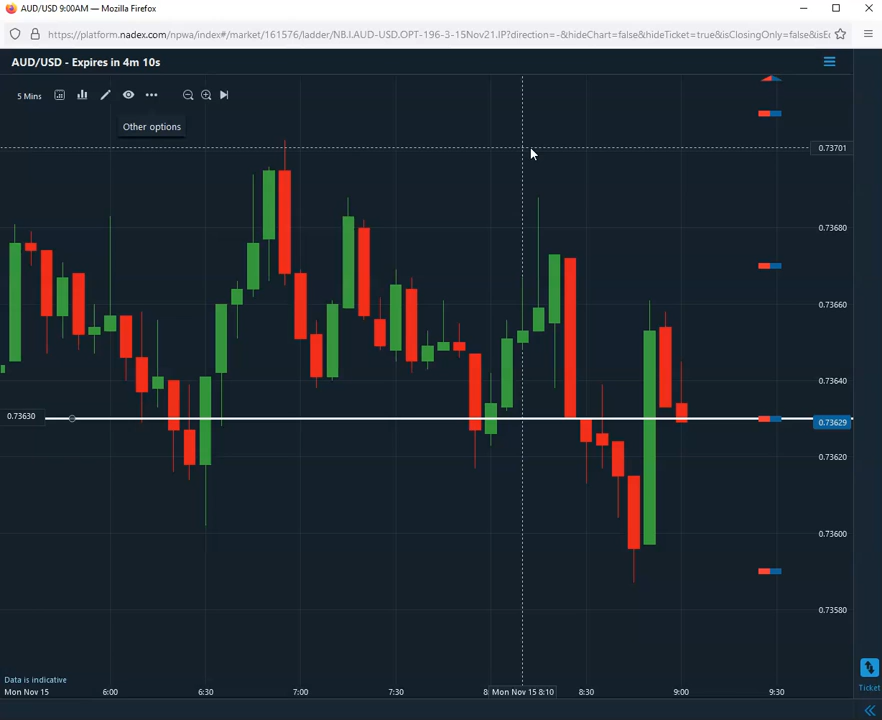 AUD/USD 9:00AM — Mozilla Firefox
https://platform.nadex.com/npwa/index#/market/161576/ladder/NB.I.AUD-USD.OPT-196-3-15Nov21.IP?direction=-&hideChart=false&hideTicket=true&isClosingOnly=false&isEc
AUD/USD - Expires in 4m 10s
5 Mins
Other options
0.73701
0.73680
0.73660
0.73640
0.73630
0.73629
0.73620
0.73600
0.73580
Data is indicative
Mon Nov 15 6:00 6:30 7:00 7:30 8: Mon Nov 15 8:10 8:30 9:00 9:30
Ticket